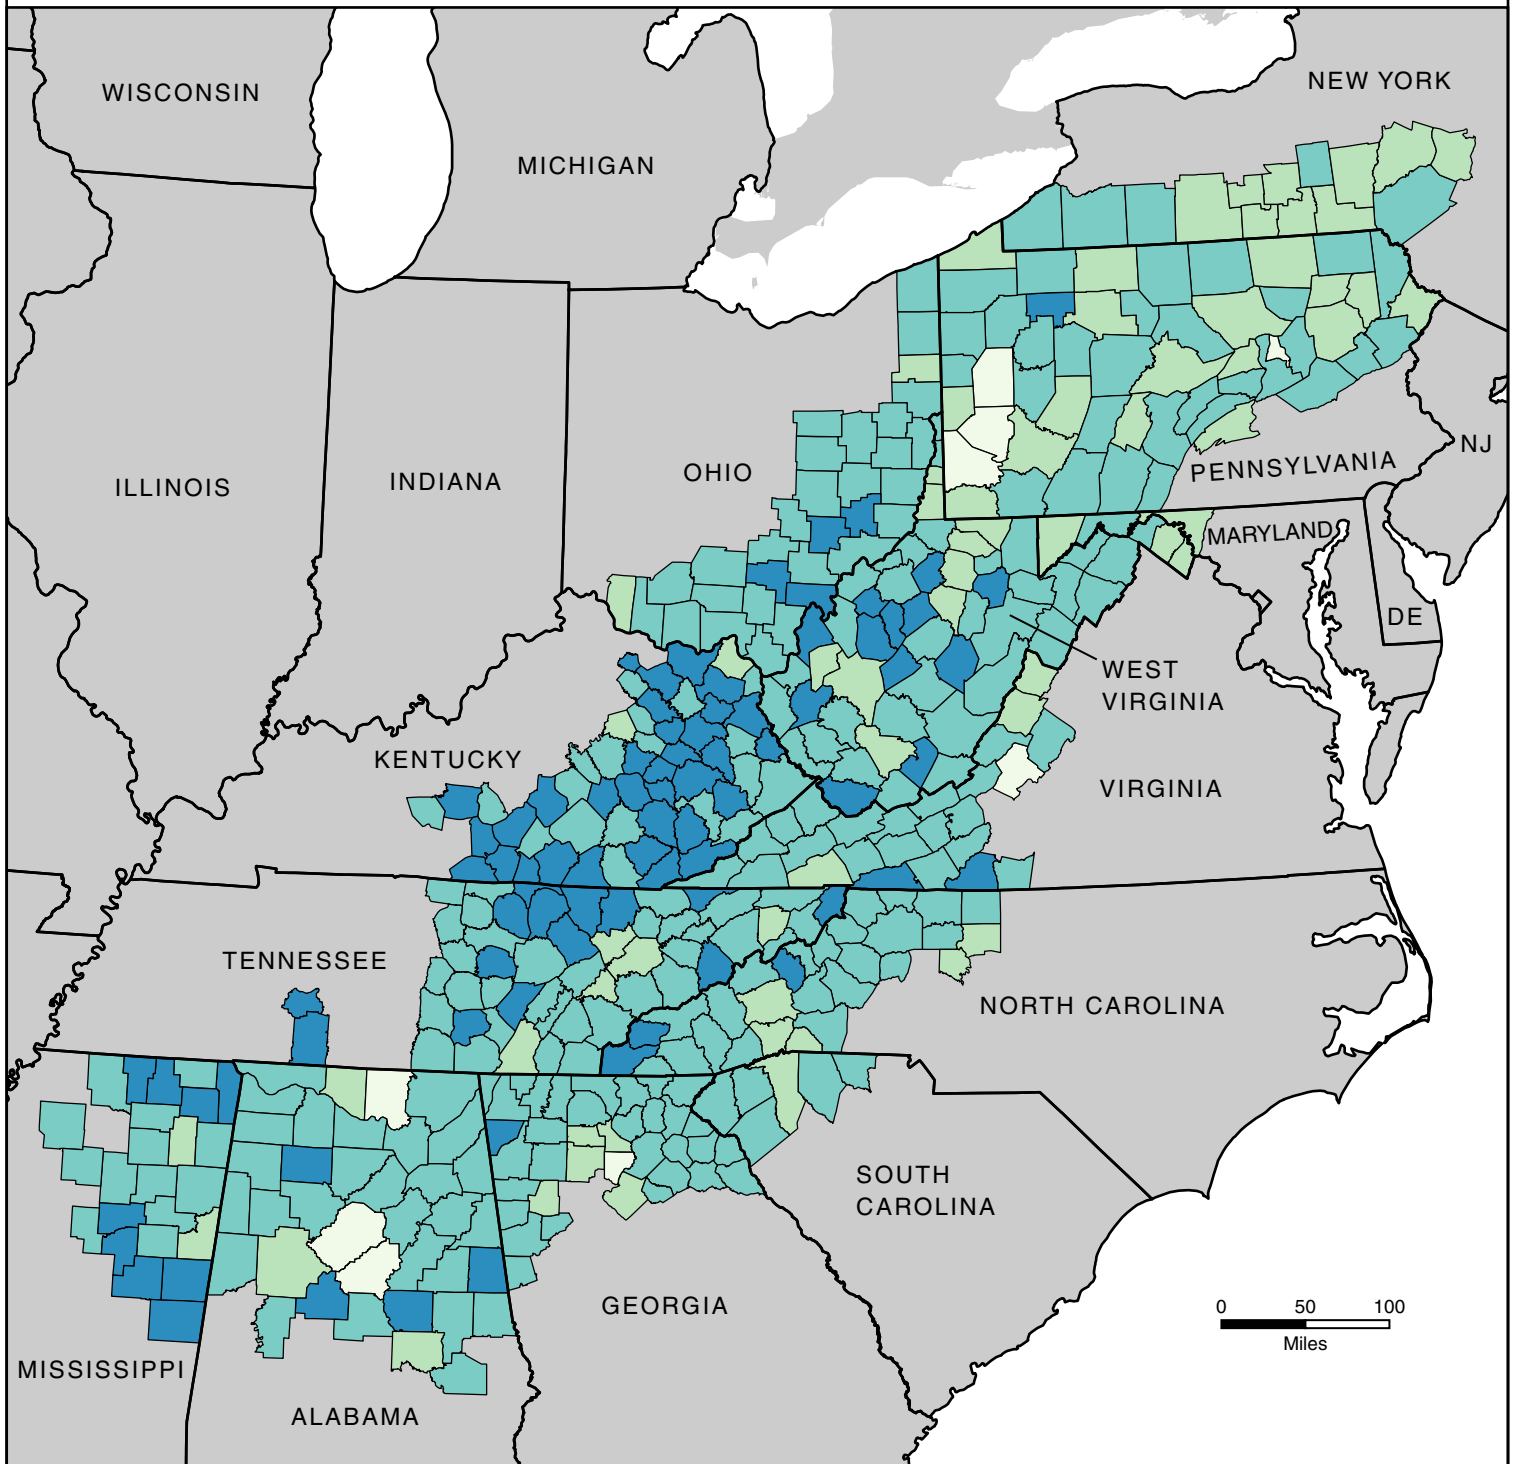 NEW YORK
WISCONSIN
MICHIGAN
NJ
PENNSYLVANIA
OHIO
INDIANA
ILLINOIS
MARYLAND
DE
WEST
VIRGINIA
KENTUCKY
VIRGINIA
TENNESSEE
NORTH CAROLINA
SOUTH
CAROLINA
GEORGIA
0 50 100
Miles
MISSISSIPPI
ALABAMA